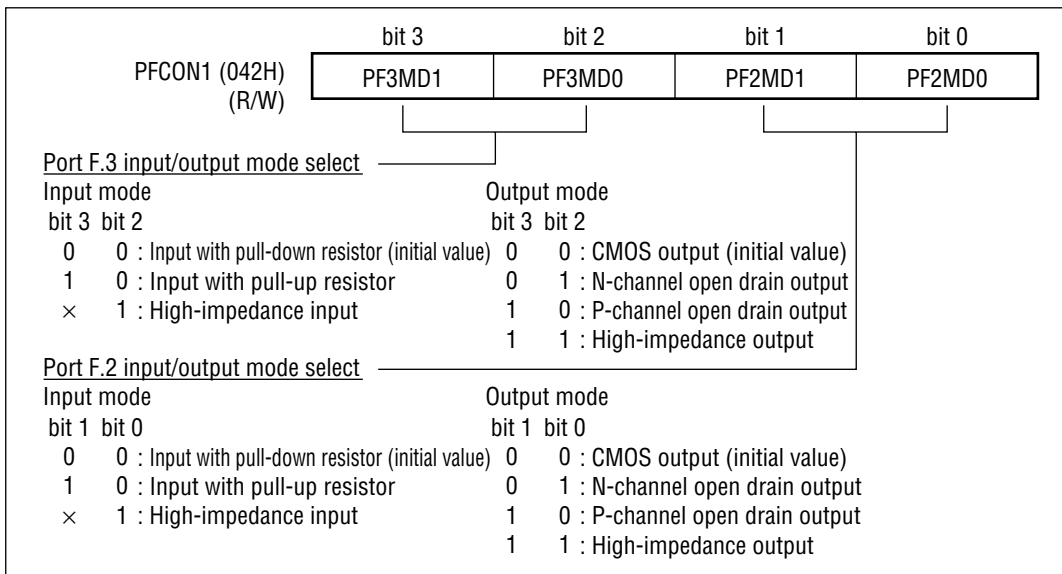 bit 3 bit 2 bit 1 bit 0
PFCON1 (042H) PF3MD1 PF3MD0 PF2MD1 PF2MD0
(R/W)
Port F.3 input/output mode select
Input mode Output mode
bit 3 bit 2 bit 3 bit 2
0 0 : Input with pull-down resistor (initial value) 0 0 : CMOS output (initial value)
1 0 : Input with pull-up resistor 0 1 : N-channel open drain output
× 1 : High-impedance input 1 0 : P-channel open drain output
1 1 : High-impedance output
Port F.2 input/output mode select
Input mode Output mode
bit 1 bit 0 bit 1 bit 0
0 0 : Input with pull-down resistor (initial value) 0 0 : CMOS output (initial value)
1 0 : Input with pull-up resistor 0 1 : N-channel open drain output
× 1 : High-impedance input 1 0 : P-channel open drain output
1 1 : High-impedance output